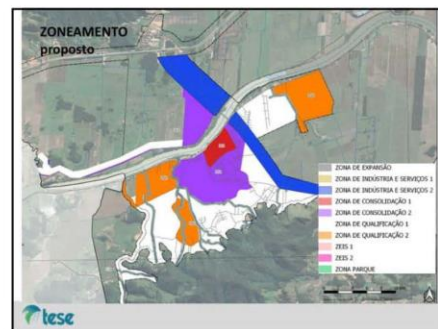 ZONEAMENTO
proposto
ZONA DE EXPANSÃO
ZONA DE INDÚSTRIA E SERVIÇOS 1
ZONA DE INDÚSTRIA E SERVIÇOS 2
ZONA DE CONSOLIDAÇÃO 1
ZONA DE CONSOLIDAÇÃO 2
ZONA DE QUALIFICAÇÃO 1
ZONA DE QUALIFICAÇÃO 2
ZEIS 1
ZEIS 2
ZONA PARQUE
tese